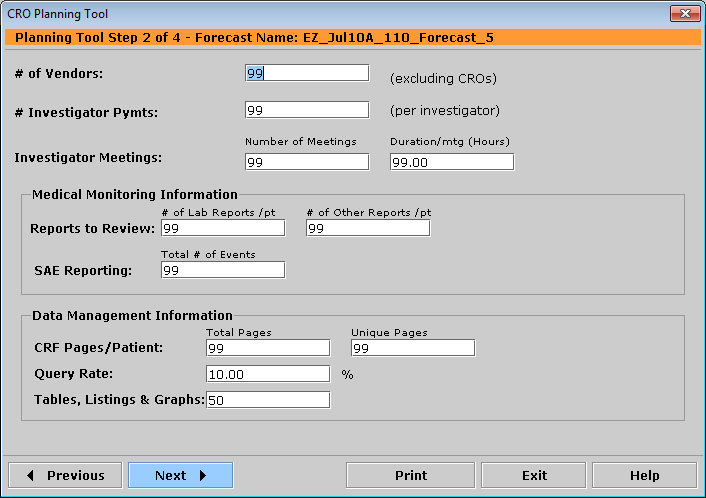 CRO Planning Tool
Planning Tool Step 2 of 4 - Forecast Name: EZ_Jul10A_110_Forecast_5
# of Vendors: 99 (excluding CROs)
# Investigator Pymts: 99 (per investigator)
Number of Meetings Duration/mtg (Hours)
Investigator Meetings: 99 99.00
Medical Monitoring Information
# of Lab Reports /pt # of Other Reports /pt
Reports to Review: 99 99
Total # of Events
SAE Reporting: 99
Data Management Information
Total Pages Unique Pages
CRF Pages/Patient: 99 99
Query Rate: 10.00 %
Tables, Listings & Graphs: 50
Previous Next Print Exit Help